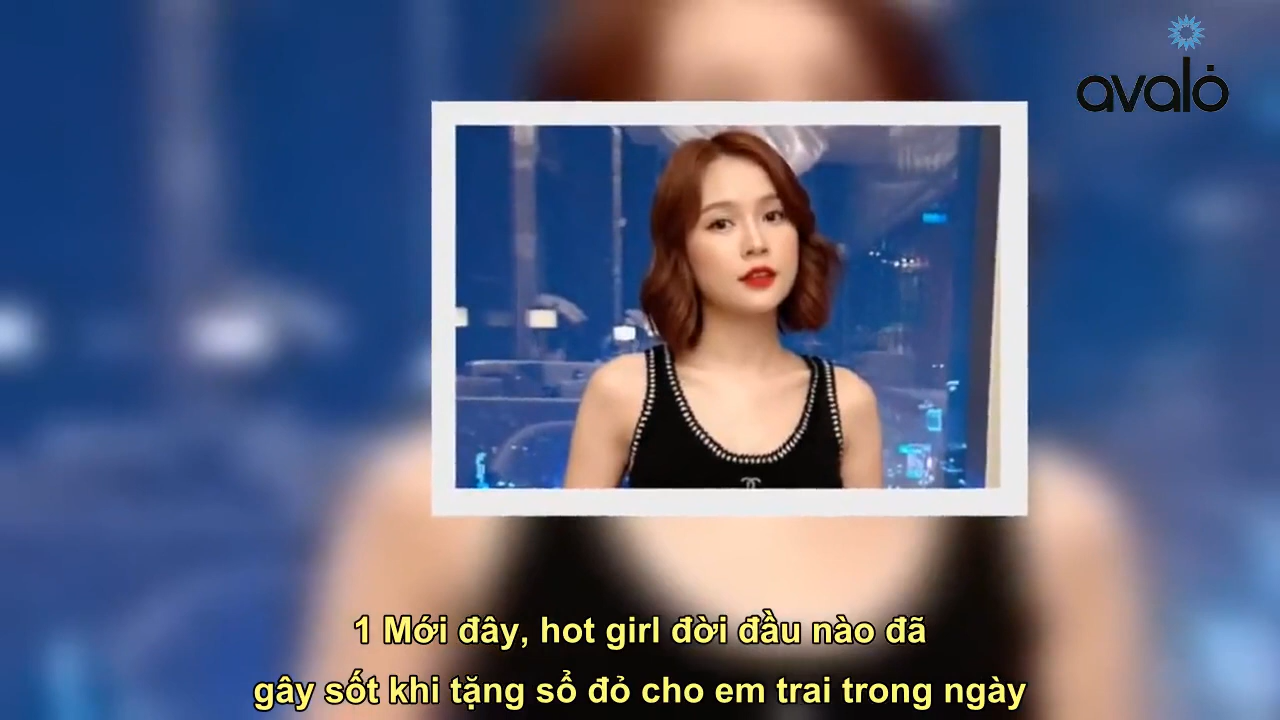 avalo
1 Mới đây, hot girl đời đầu nào đã
gây sốt khi tặng sổ đỏ cho em trai trong ngày